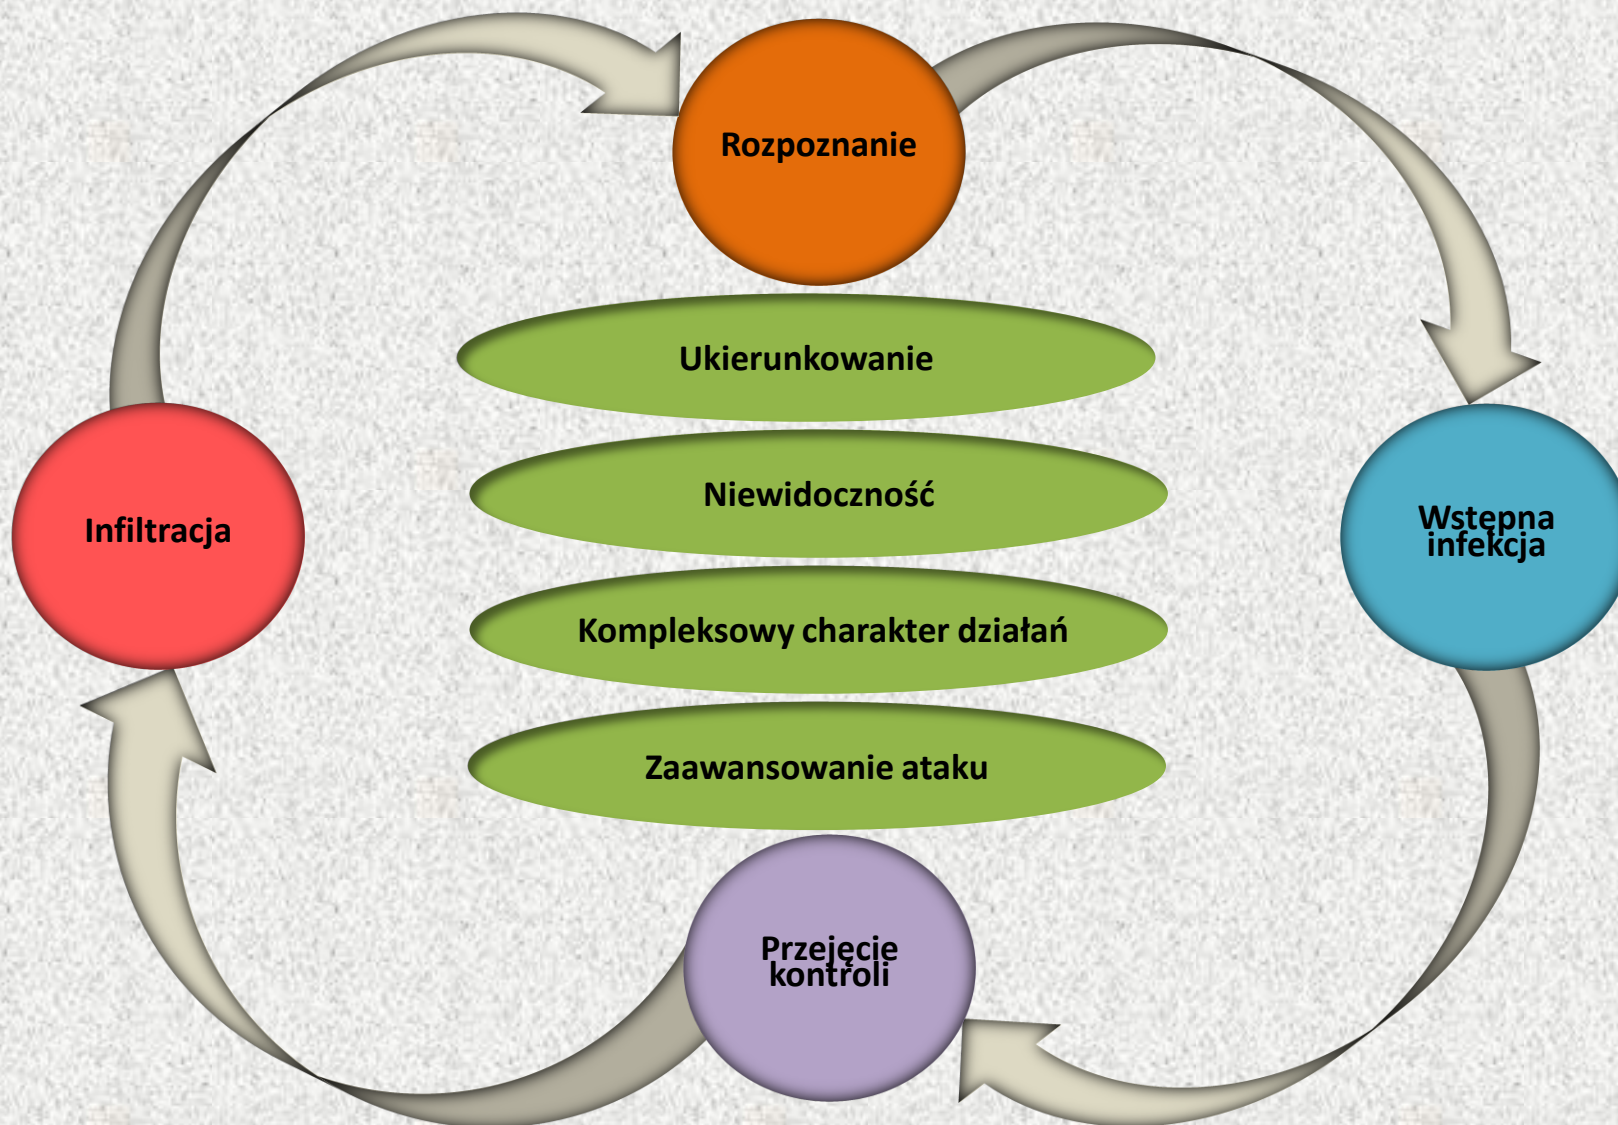 Rozpoznanie
Ukierunkowanie
Niewidoczność
Infiltracja
Wstępna
infekcja
Kompleksowy charakter działań
Zaawansowanie ataku
Przejęcie
kontroli